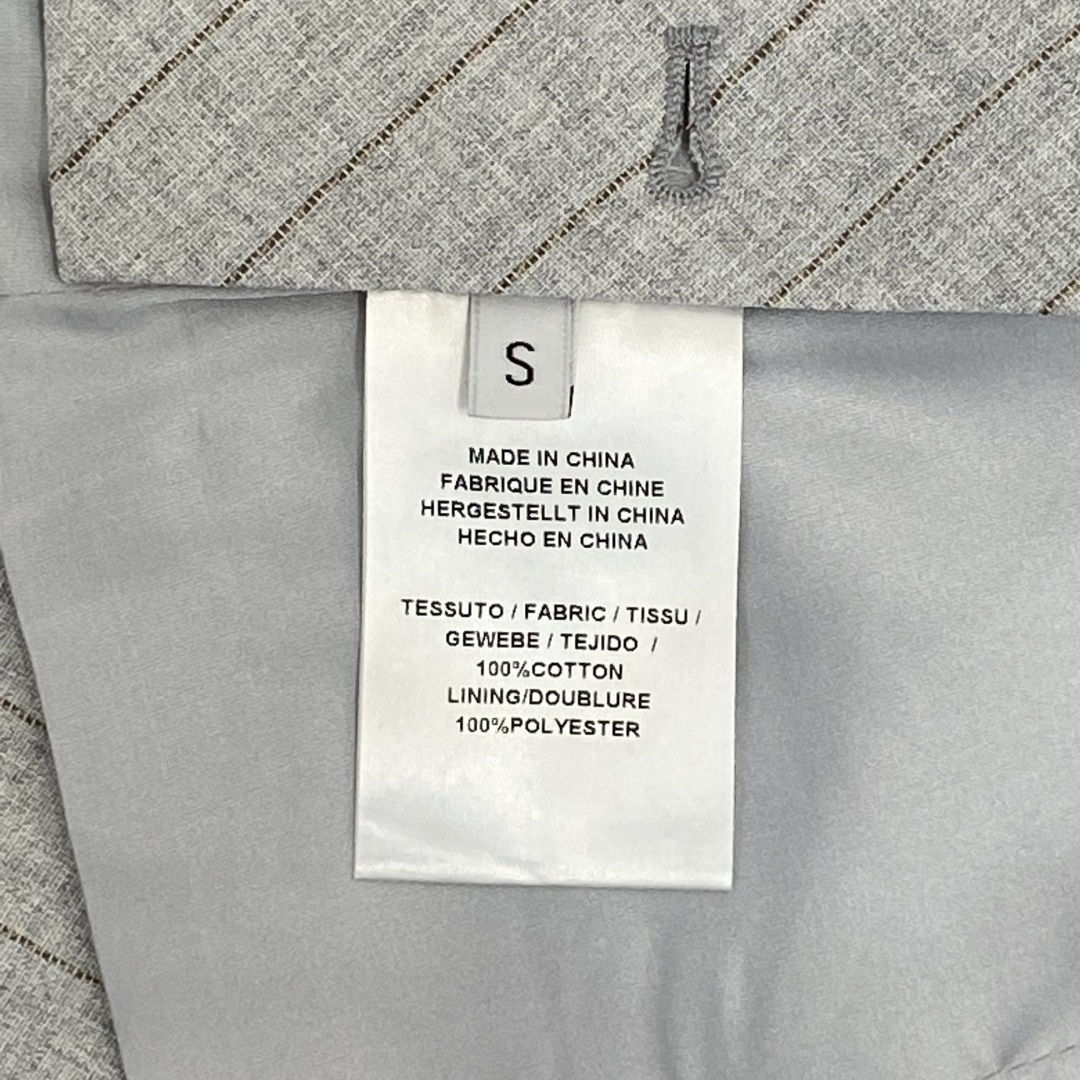 S
MADE IN CHINA
FABRIQUE EN CHINE
HERGESTELLT IN CHINA
HECHO EN CHINA
TESSUTO / FABRIC / TISSU /
GEWEBE / TEJIDO /
100%COTTON
LINING/DOUBLURE
100%POLYESTER